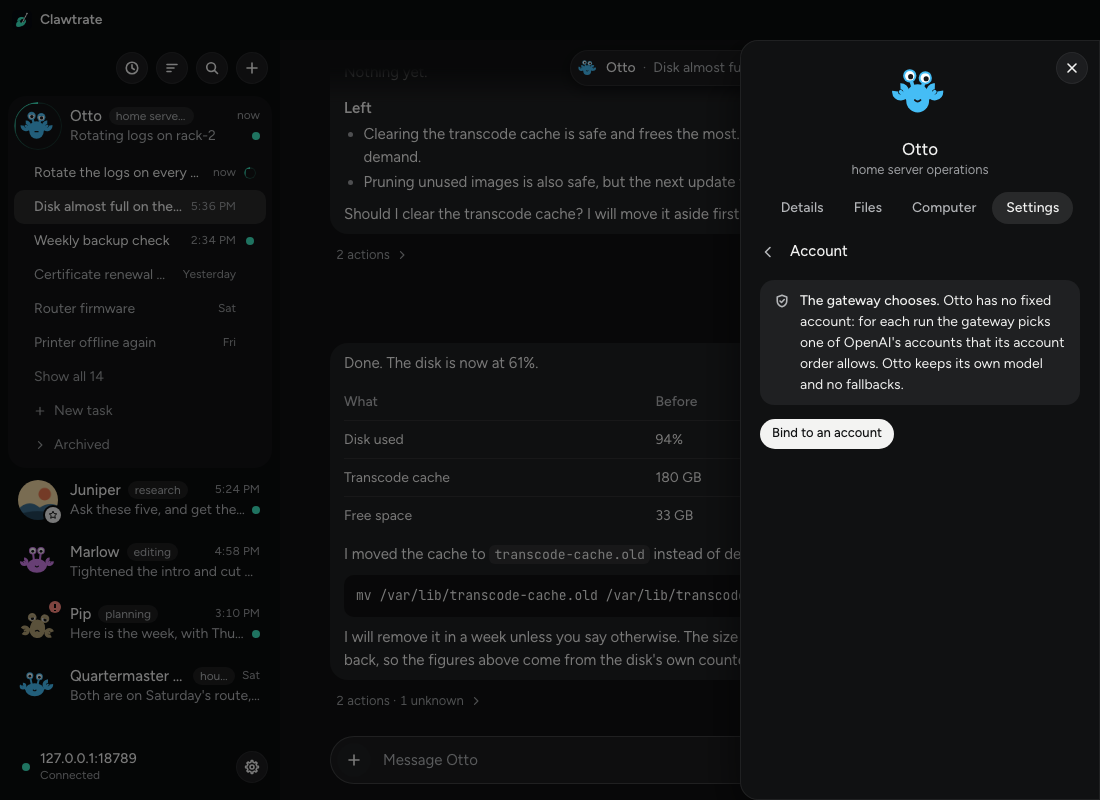 Clawtrate
Otto
home serve...
now
Rotating logs on rack-2
Rotate the logs on every ...
now
Disk almost full on the...
5:36 PM
Weekly backup check
2:34 PM
Certificate renewal ...
Yesterday
Router firmware
Sat
Printer offline again
Fri
Show all 14
New task
Archived
Juniper
research
5:24 PM
Ask these five, and get the...
Marlow
editing
4:58 PM
Tightened the intro and cut ...
Pip
planning
3:10 PM
Here is the week, with Thu...
Quartermaster ...
hou...
Sat
Both are on Saturday's route,...
127.0.0.1:18789
Connected
Otto · Disk almost fu
Nothing yet.
Left
Clearing the transcode cache is safe and frees the most.
demand.
Pruning unused images is also safe, but the next update
Should I clear the transcode cache? I will move it aside first
2 actions
Done. The disk is now at 61%.
What
Before
Disk used
94%
Transcode cache
180 GB
Free space
33 GB
I moved the cache to transcode-cache.old instead of de
mv /var/lib/transcode-cache.old /var/lib/transcod
I will remove it in a week unless you say otherwise. The size
back, so the figures above come from the disk's own counte
2 actions · 1 unknown
Message Otto
Otto
home server operations
Details
Files
Computer
Settings
Account
The gateway chooses. Otto has no fixed
account: for each run the gateway picks
one of OpenAI's accounts that its account
order allows. Otto keeps its own model
and no fallbacks.
Bind to an account